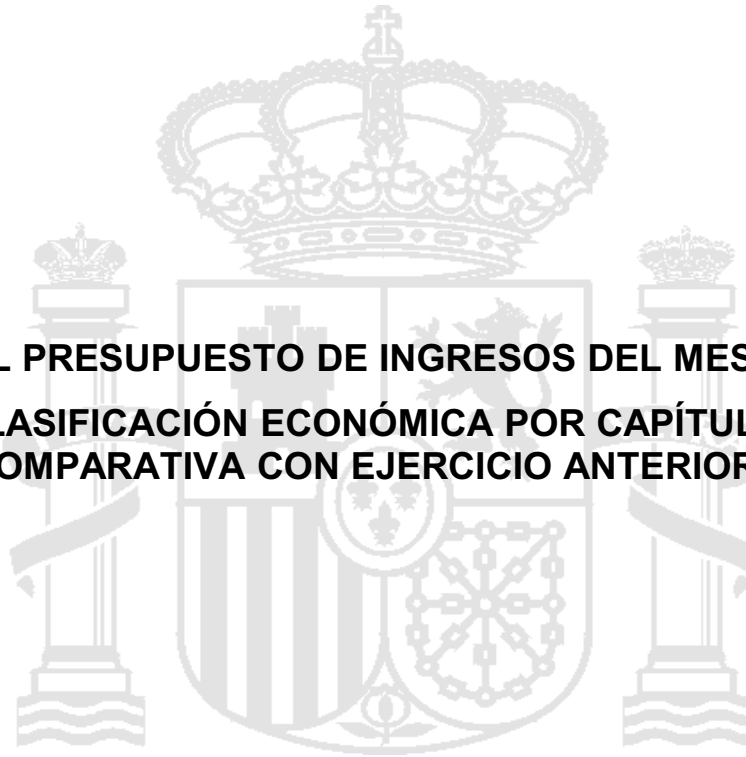 L PRESUPUESTO DE INGRESOS DEL MES
LASIFICACIÓN ECONÓMICA POR CAPÍTUL
OMPARATIVA CON EJERCICIO ANTERIOR